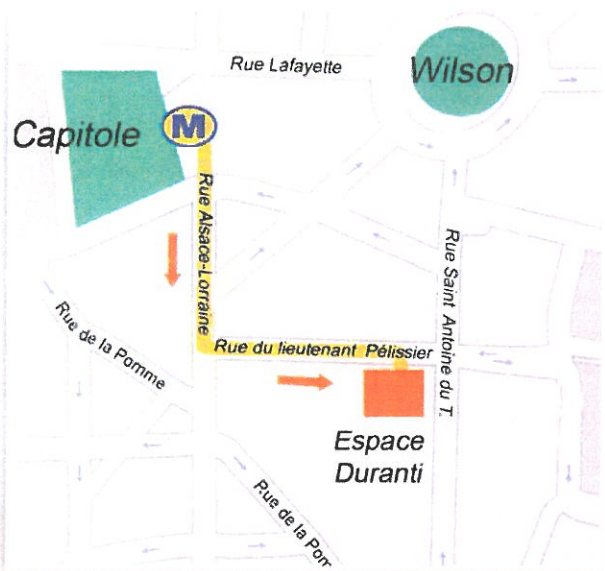 Rue Lafayette
Wilson
Capitole
M
Rue Alsace-Lorraine
Rue Saint Antoine du T.
Rue de la Pomme
Rue du lieutenant Pélissier
Espace
Duranti
Rue de la Pom